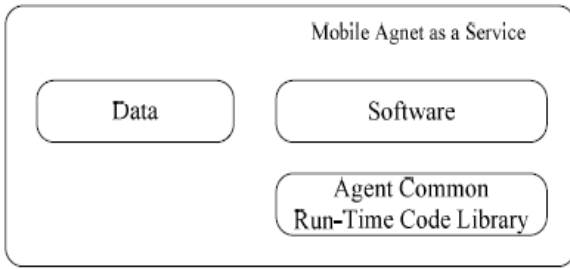 Mobile Agnet as a Service
Data
Software
Agent Common
Run-Time Code Library